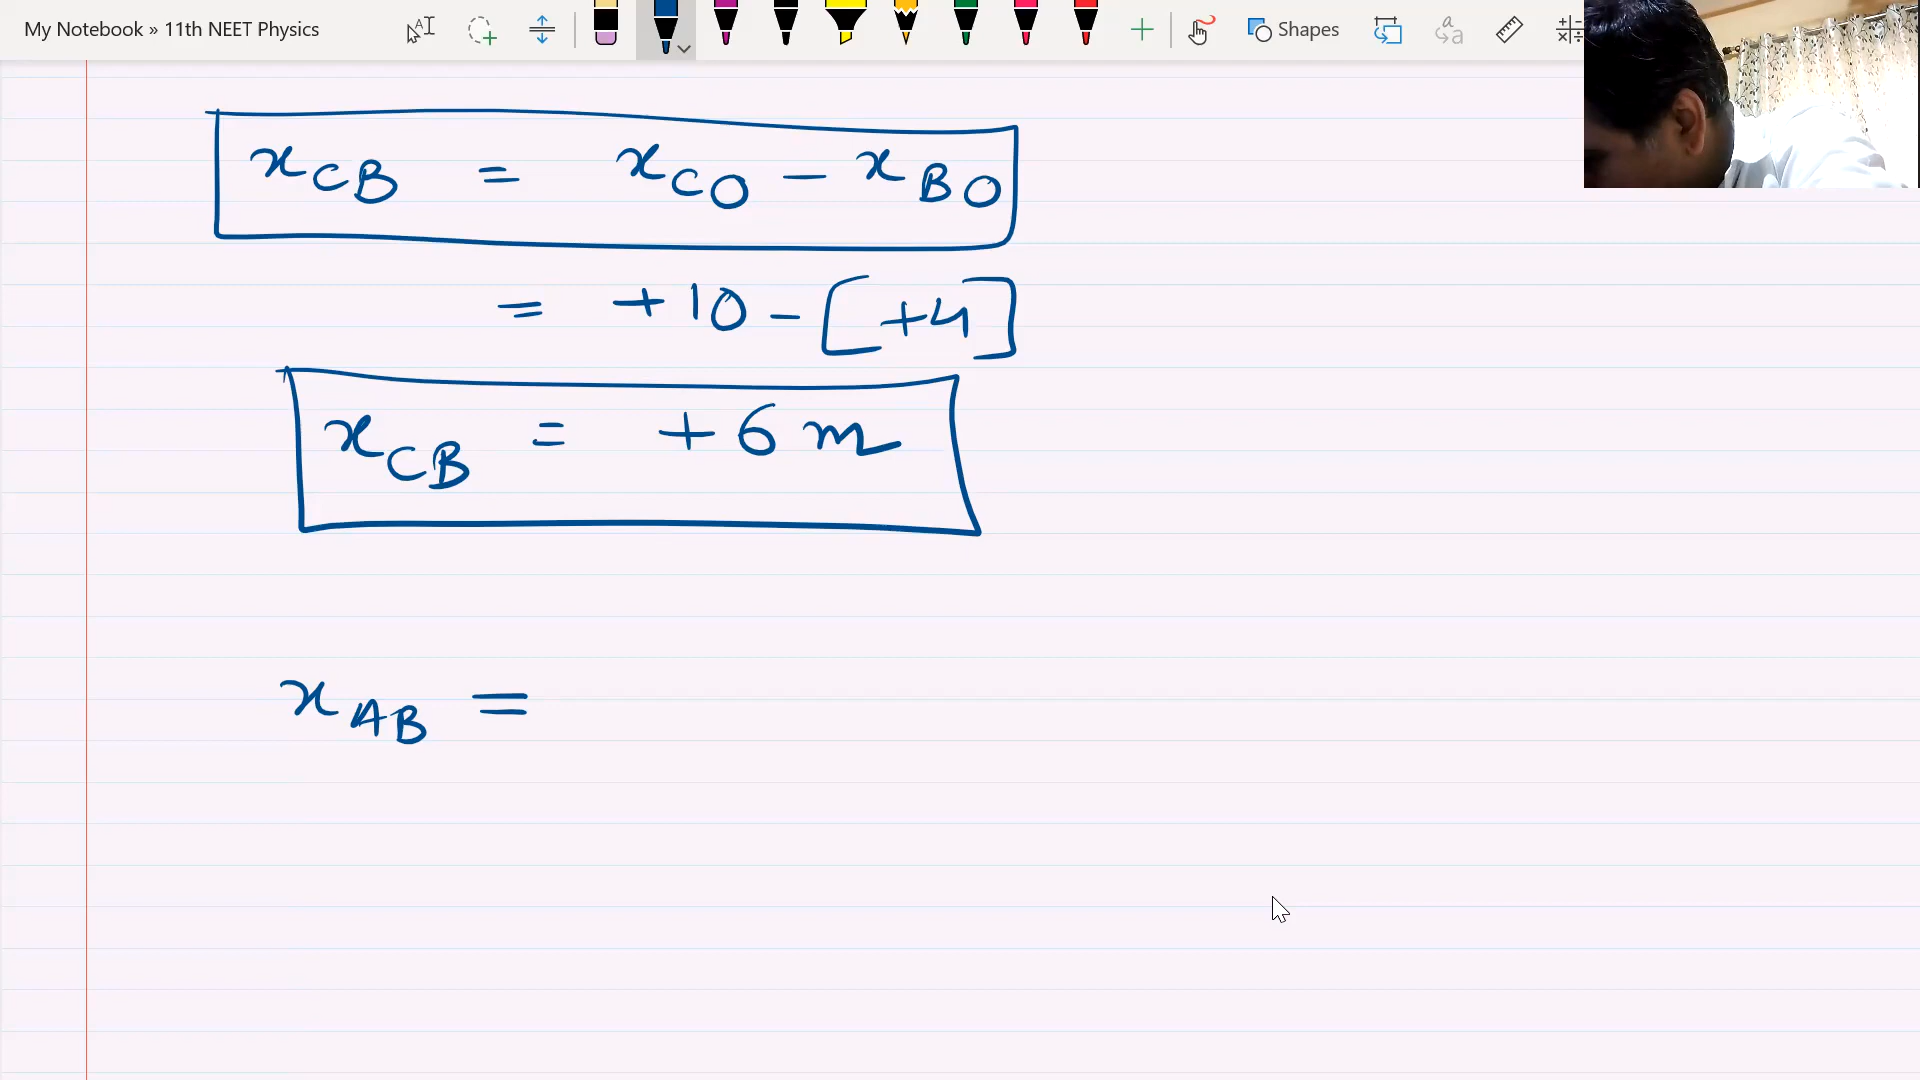 My Notebook » 11th NEET Physics
Shapes
x_CB = x_CO - x_BO
= +10 - [+4]
x_CB = +6 m
x_AB =